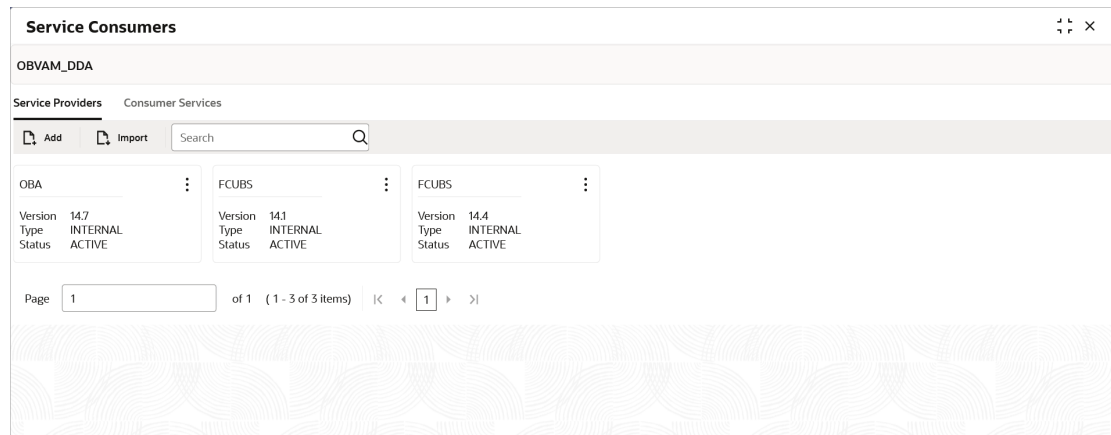 Service Consumers
OBVAM_DDA
Service Providers Consumer Services
Add Import Search
OBA FCUBS FCUBS
Version 14.7 Version 14.1 Version 14.4
Type INTERNAL Type INTERNAL Type INTERNAL
Status ACTIVE Status ACTIVE Status ACTIVE
Page 1 of 1 ( 1 - 3 of 3 items) 1